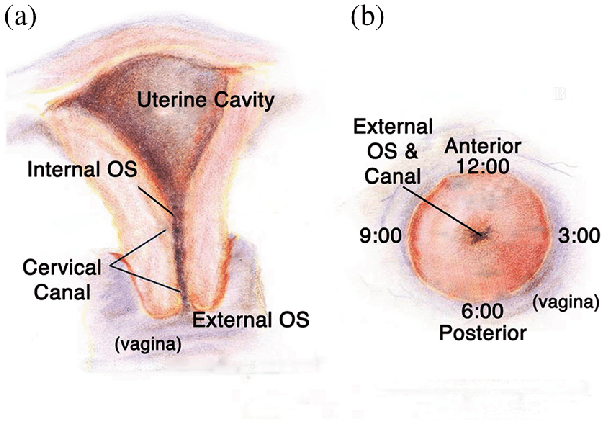 (a)
Uterine Cavity
Internal OS
Cervical
Canal
External OS
(vagina)
(b)
External
OS &
Canal
Anterior
12:00
9:00
3:00
6:00
(vagina)
Posterior